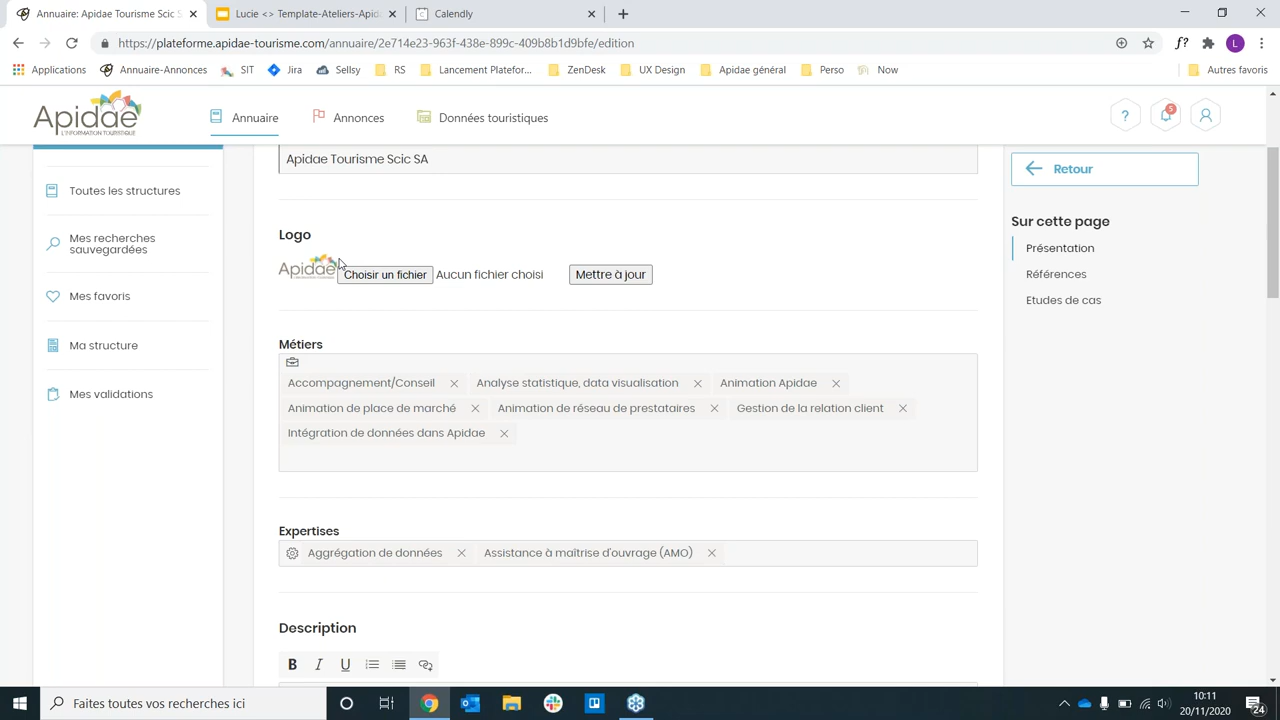 Annuaire: Apidae Tourisme Scic S
Lucie <> Template-Ateliers-Apida
Calendly
https://plateforme.apidae-tourisme.com/annuaire/2e714e23-963f-438e-899c-409b8b1d9bfe/edition
f?
L
Applications
Annuaire-Annonces
SIT
Jira
Sellsy
RS
Lancement Platefor...
ZenDesk
UX Design
Apidae général
Perso
Now
Autres favoris
Apidae
L'INFORMATION TOURISTIQUE
Annuaire
Annonces
Données touristiques
?
5
Apidae Tourisme Scic SA
Retour
Toutes les structures
Mes recherches
sauvegardées
Mes favoris
Ma structure
Mes validations
Logo
Apidae
Choisir un fichier
Aucun fichier choisi
Mettre à jour
Métiers
Accompagnement/Conseil
Analyse statistique, data visualisation
Animation Apidae
Animation de place de marché
Animation de réseau de prestataires
Gestion de la relation client
Intégration de données dans Apidae
Expertises
Aggrégation de données
Assistance à maîtrise d'ouvrage (AMO)
Description
B I U
Sur cette page
Présentation
Références
Etudes de cas
Faites toutes vos recherches ici
10:11
20/11/2020
24